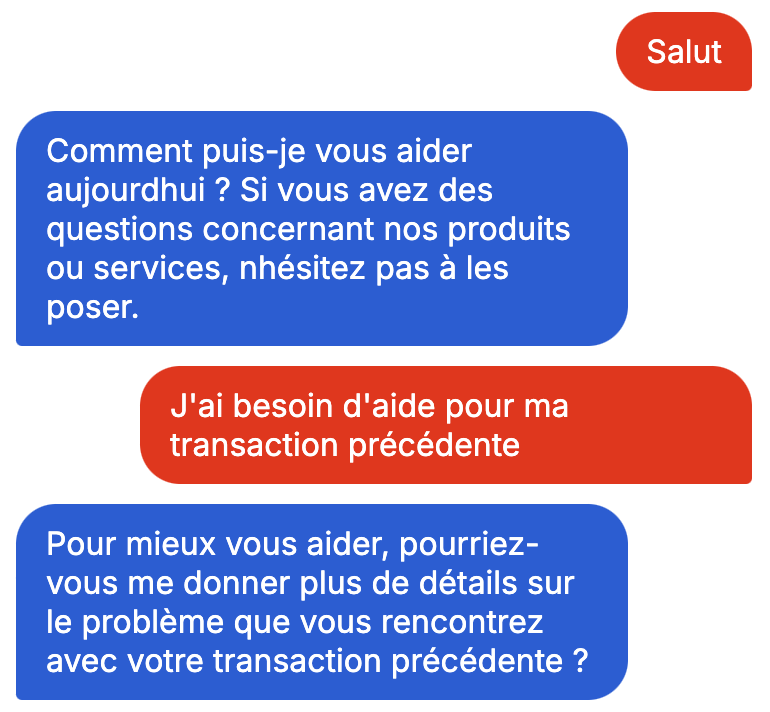 Salut
Comment puis-je vous aider
aujourdhui ? Si vous avez des
questions concernant nos produits
ou services, nhésitez pas à les
poser.
J'ai besoin d'aide pour ma
transaction précédente
Pour mieux vous aider, pourriez-
vous me donner plus de détails sur
le problème que vous rencontrez
avec votre transaction précédente ?